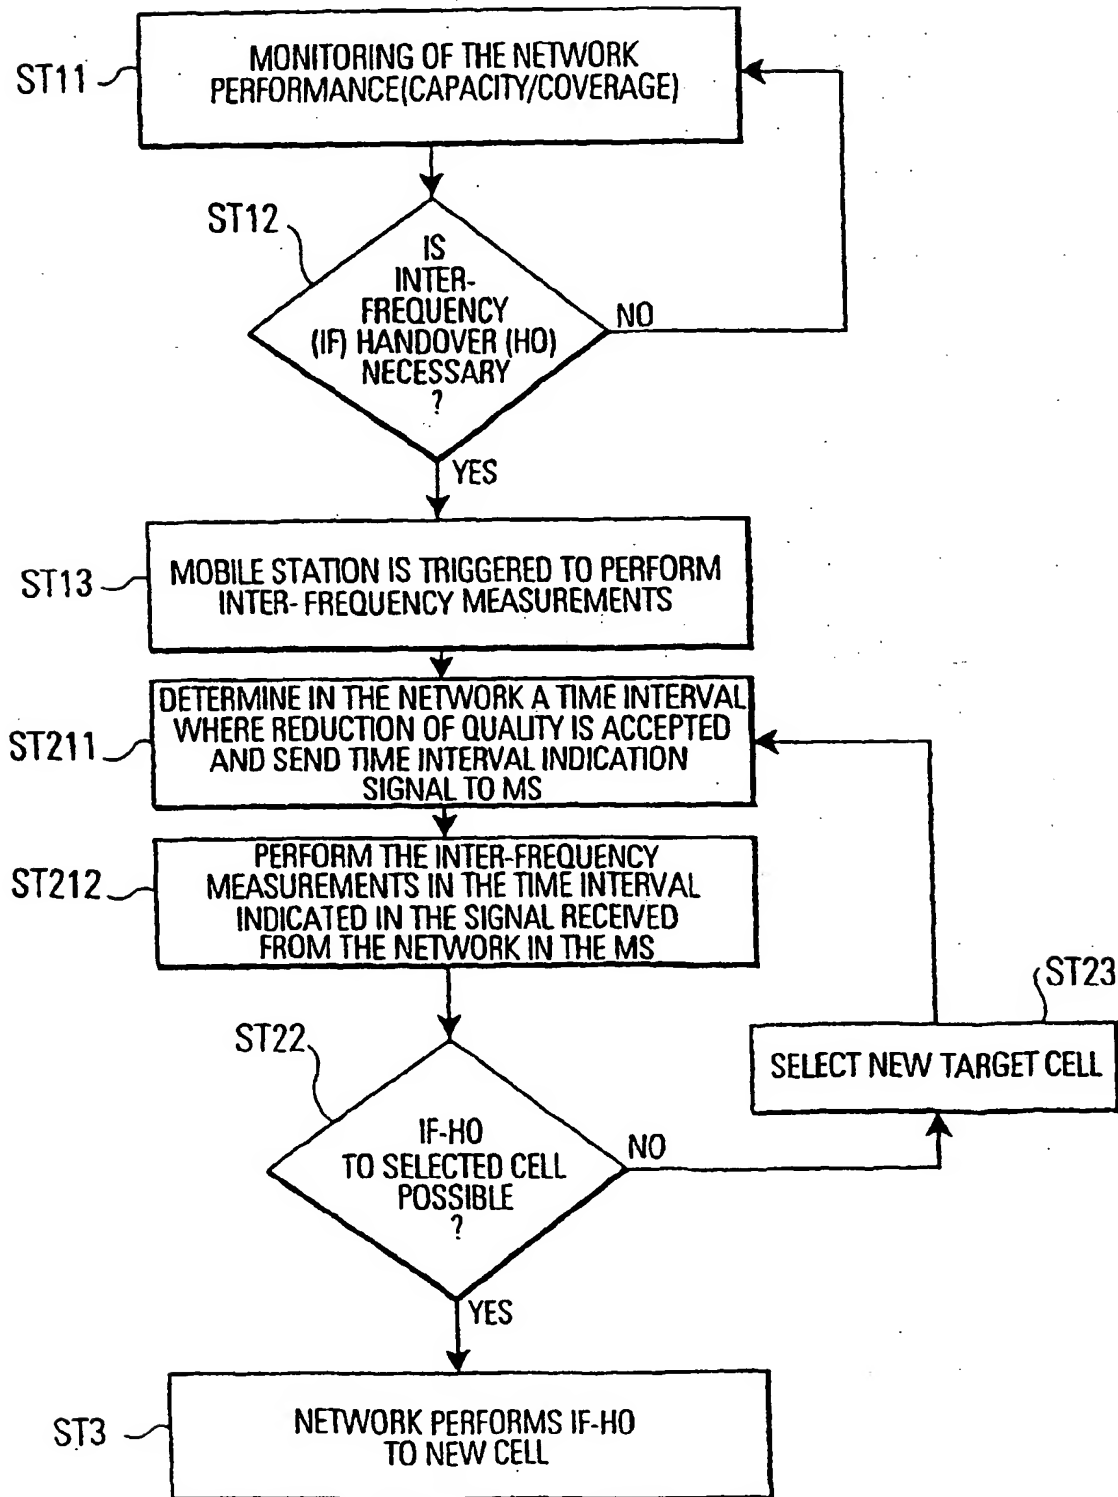 ST11
MONITORING OF THE NETWORK
PERFORMANCE(CAPACITY/COVERAGE)
ST12
IS
INTER-
FREQUENCY
(IF) HANDOVER (HO)
NECESSARY
?
NO
YES
ST13
MOBILE STATION IS TRIGGERED TO PERFORM
INTER- FREQUENCY MEASUREMENTS
ST211
DETERMINE IN THE NETWORK A TIME INTERVAL
WHERE REDUCTION OF QUALITY IS ACCEPTED
AND SEND TIME INTERVAL INDICATION
SIGNAL TO MS
ST212
PERFORM THE INTER-FREQUENCY
MEASUREMENTS IN THE TIME INTERVAL
INDICATED IN THE SIGNAL RECEIVED
FROM THE NETWORK IN THE MS
ST23
SELECT NEW TARGET CELL
ST22
IF-HO
TO SELECTED CELL
POSSIBLE
?
NO
YES
ST3
NETWORK PERFORMS IF-HO
TO NEW CELL